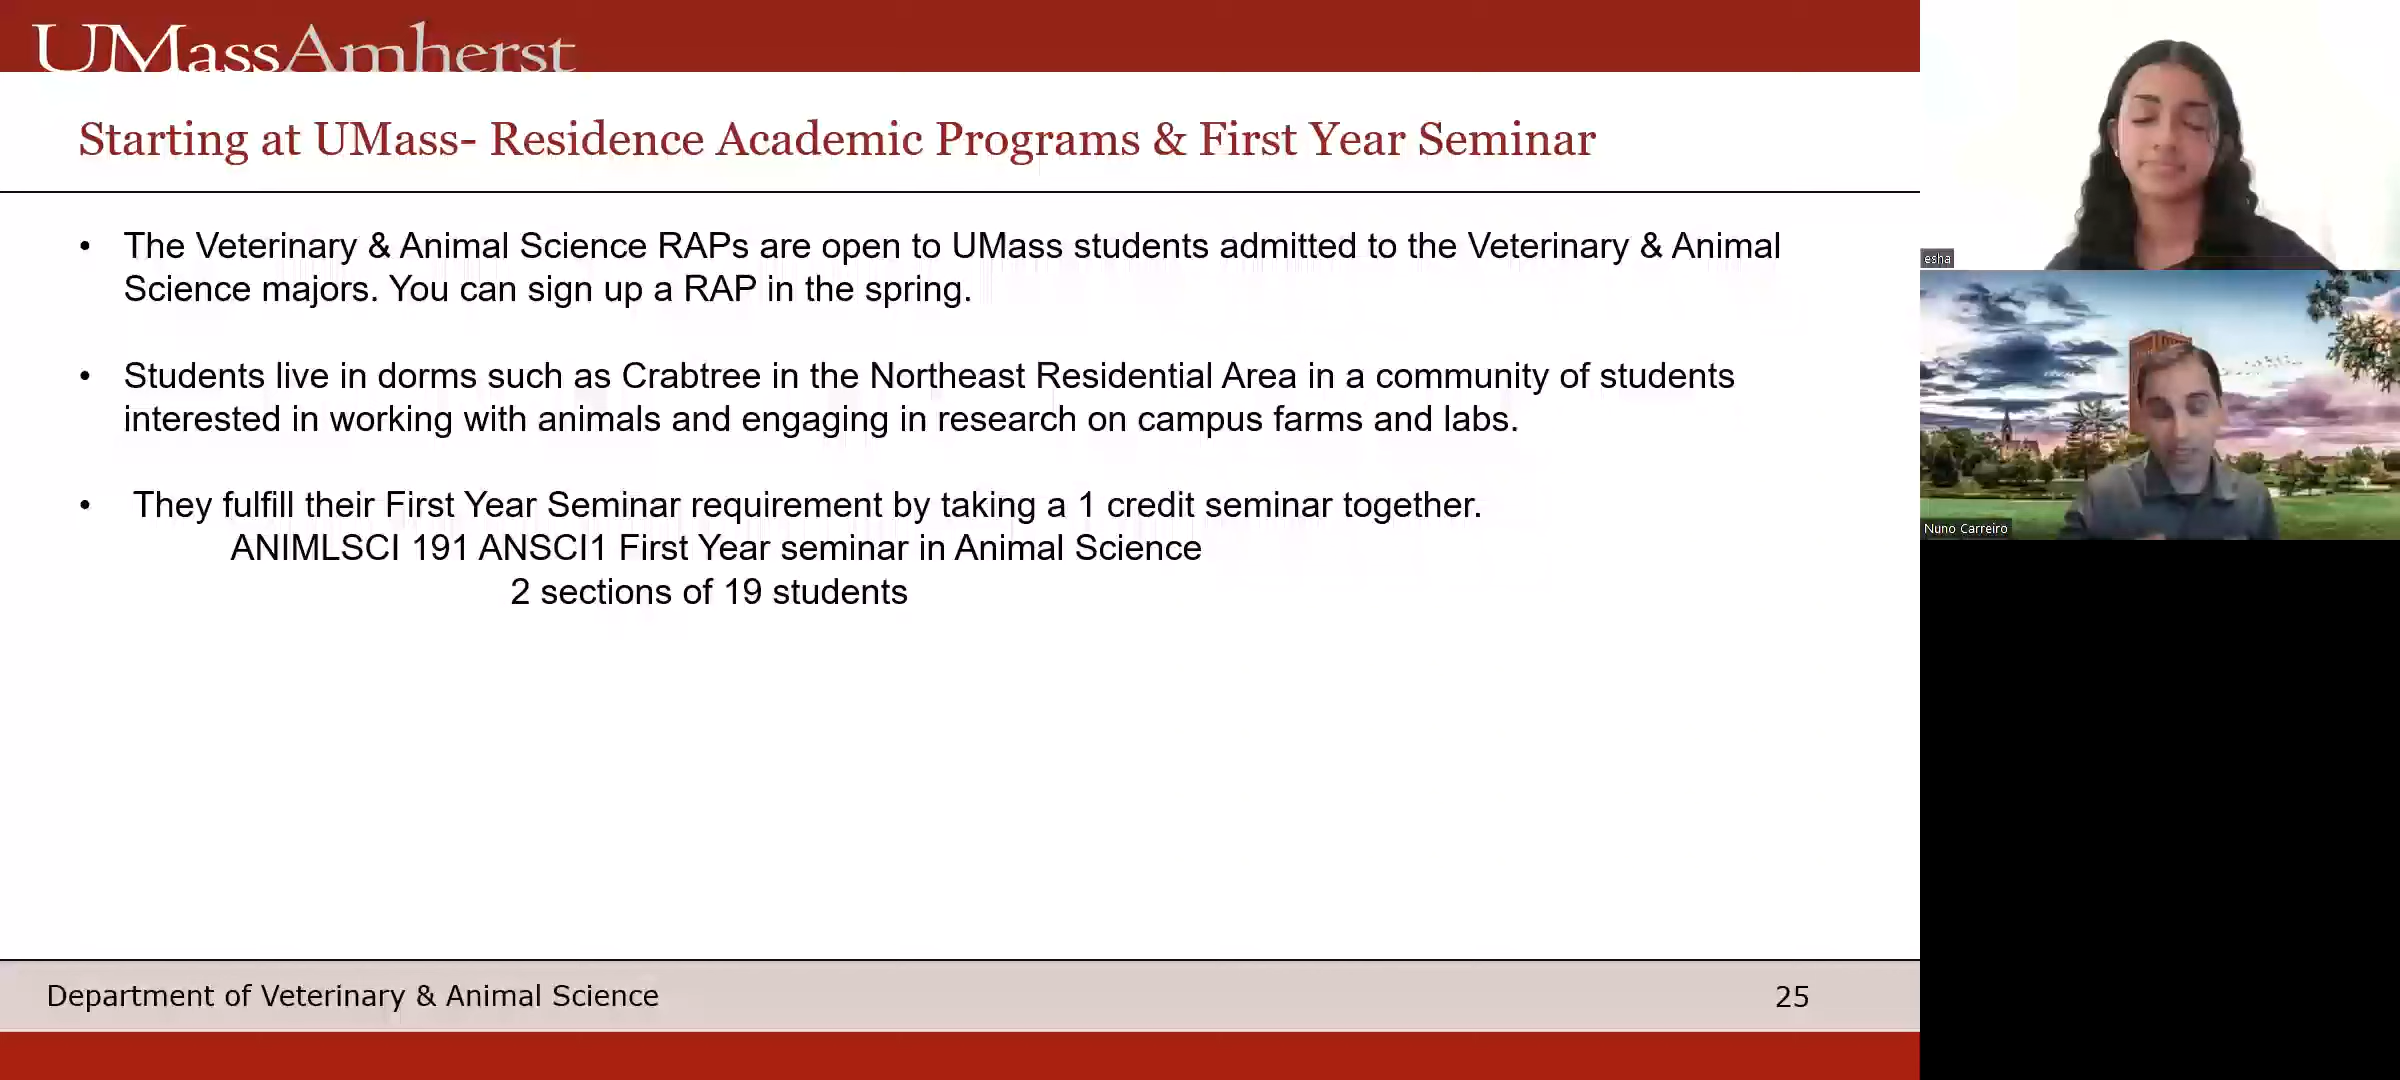 UMassAmherst
Starting at UMass- Residence Academic Programs & First Year Seminar
• The Veterinary & Animal Science RAPs are open to UMass students admitted to the Veterinary & Animal
Science majors. You can sign up a RAP in the spring.
• Students live in dorms such as Crabtree in the Northeast Residential Area in a community of students
interested in working with animals and engaging in research on campus farms and labs.
• They fulfill their First Year Seminar requirement by taking a 1 credit seminar together.
ANIMLSCI 191 ANSCI1 First Year seminar in Animal Science
2 sections of 19 students
Department of Veterinary & Animal Science
25
esha
Nuno Carreiro